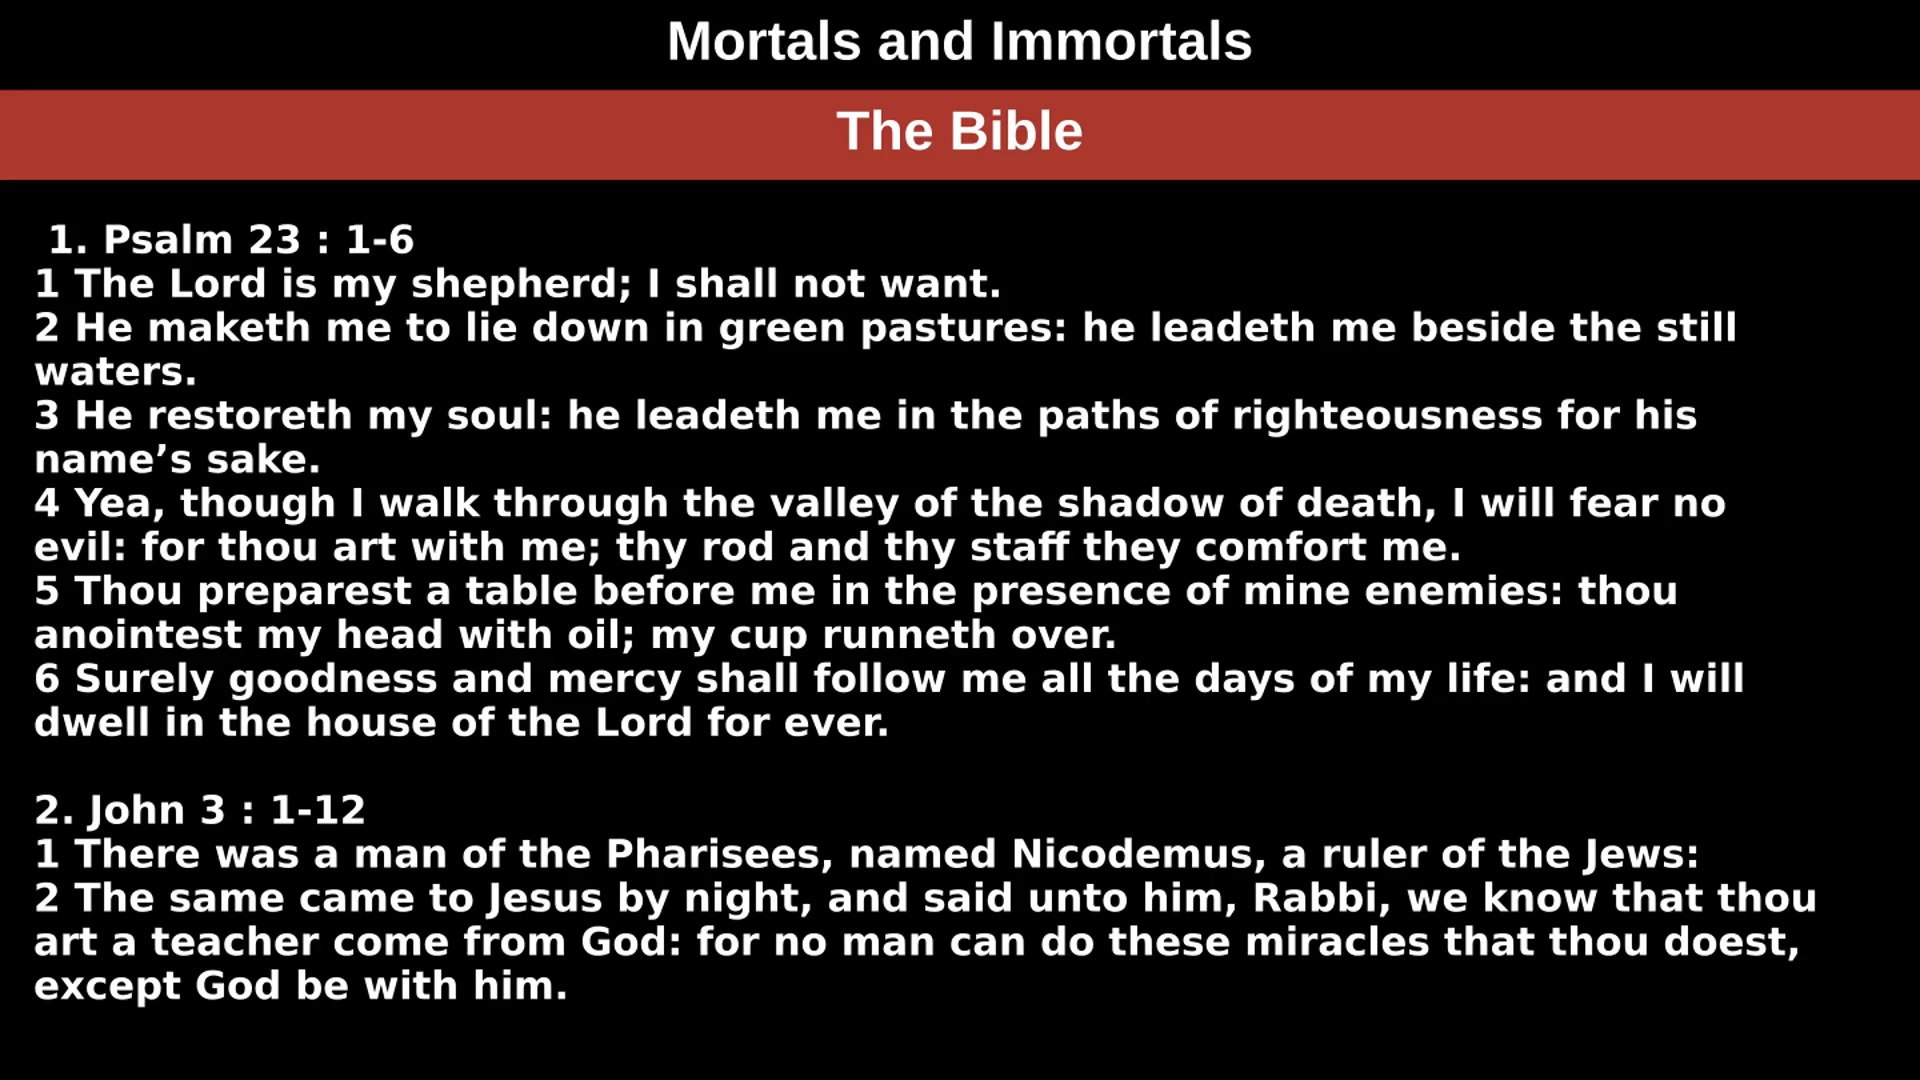 Mortals and Immortals
The Bible
1. Psalm 23 : 1-6
1 The Lord is my shepherd; I shall not want.
2 He maketh me to lie down in green pastures: he leadeth me beside the still
waters.
3 He restoreth my soul: he leadeth me in the paths of righteousness for his
name’s sake.
4 Yea, though I walk through the valley of the shadow of death, I will fear no
evil: for thou art with me; thy rod and thy staff they comfort me.
5 Thou preparest a table before me in the presence of mine enemies: thou
anointest my head with oil; my cup runneth over.
6 Surely goodness and mercy shall follow me all the days of my life: and I will
dwell in the house of the Lord for ever.
2. John 3 : 1-12
1 There was a man of the Pharisees, named Nicodemus, a ruler of the Jews:
2 The same came to Jesus by night, and said unto him, Rabbi, we know that thou
art a teacher come from God: for no man can do these miracles that thou doest,
except God be with him.